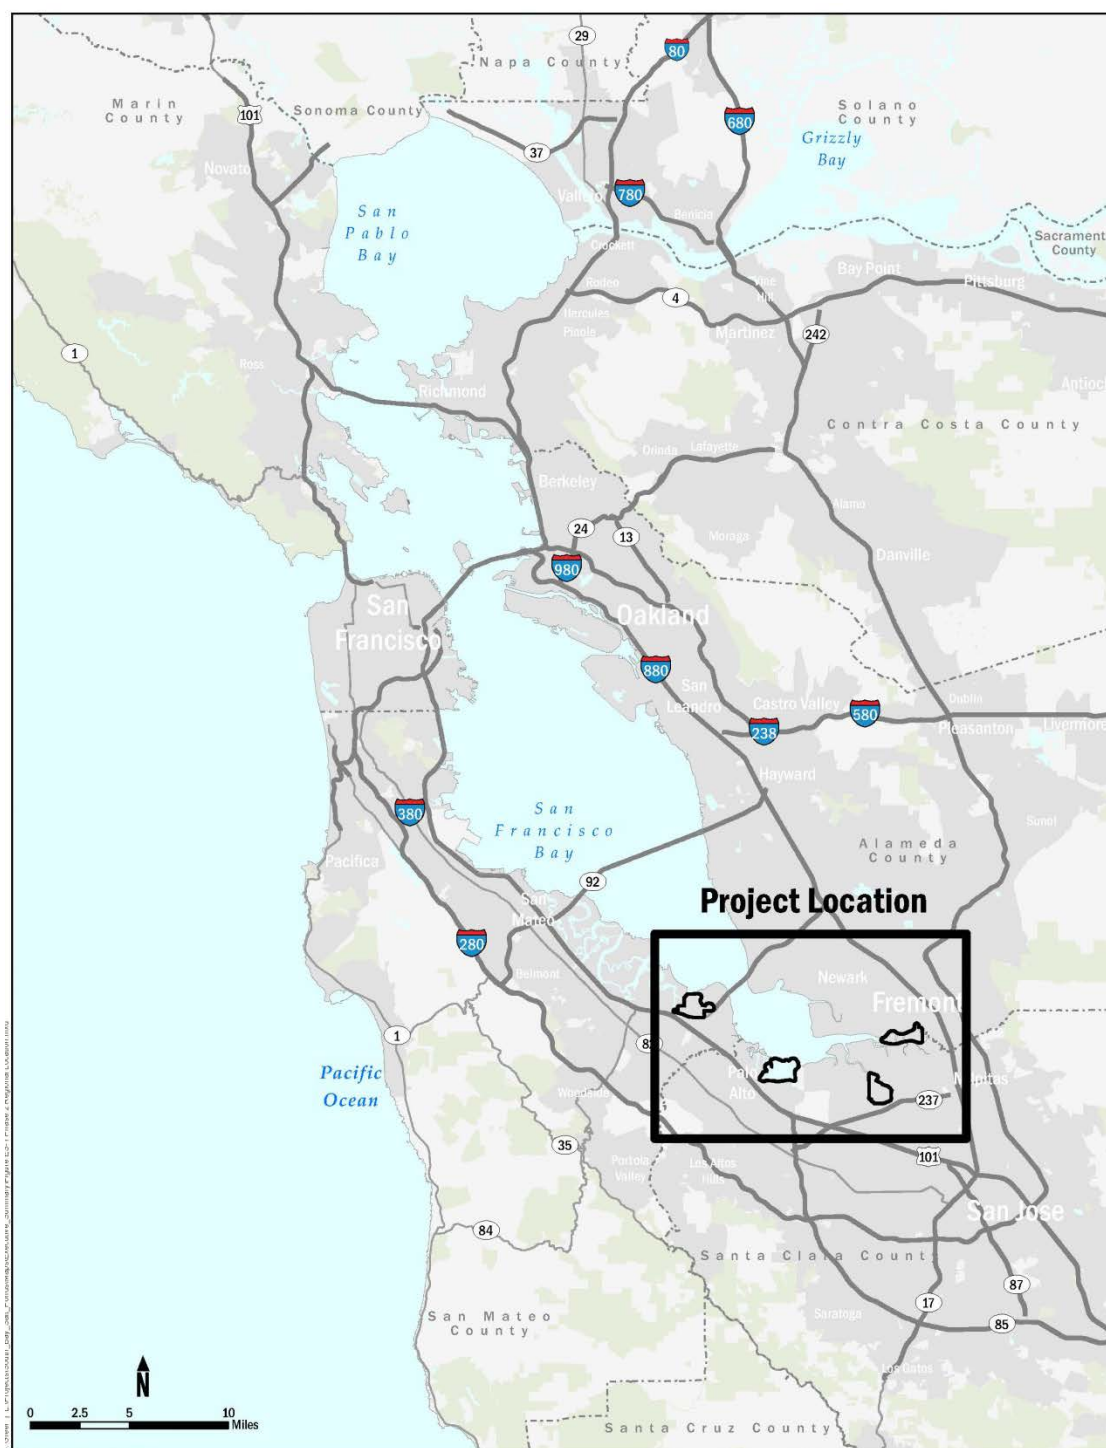 29
80
Napa County
Marin
County
Sonoma County
101
Solano
County
680
Grizzly
Bay
37
Novato
780
Vallejo
Benicia
San
Pablo
Bay
Crockett
Sacrament
County
Rodeo
Vine
Hill
Bay Point
Pittsburg
4
Hercules
Pinole
Martinez
242
1
Ross
Richmond
Antioch
Contra Costa County
Orinda
Lafayette
Berkeley
Alamo
24
13
Moraga
Danville
980
San
Francisco
Oakland
880
San
Leandro
Castro Valley
580
Dublin
238
Pleasanton
Livermore
Hayward
380
San
Francisco
Bay
Sunol
Alameda
County
Pacifica
92
Project Location
San
Mateo
280
Belmont
Newark
Fremont
1
82
Pacific
Ocean
Palo
Alto
Milpitas
Woodside
237
35
Portola
Valley
Los Altos
Hills
101
San Jose
84
Santa Clara County
87
17
San Mateo
County
Saratoga
85
Los Gatos
N
0 2.5 5 10
Miles
Santa Cruz County